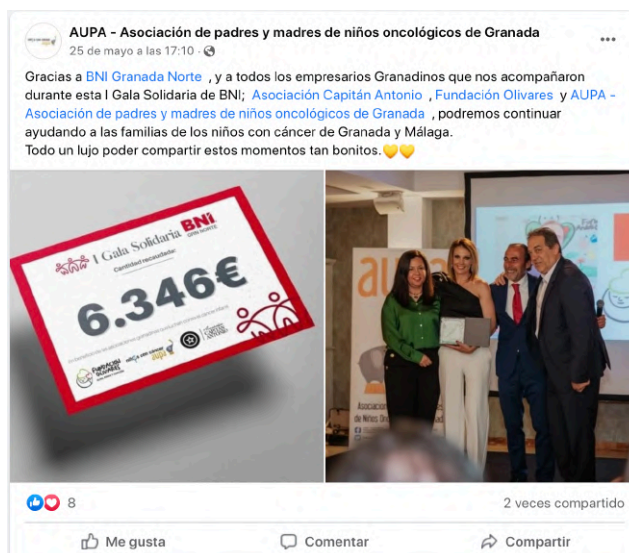 AUPA - Asociación de padres y madres de niños oncológicos de Granada
25 de mayo a las 17:10 ·
Gracias a BNI Granada Norte , y a todos los empresarios Granadinos que nos acompañaron
durante esta I Gala Solidaria de BNI; Asociación Capitán Antonio , Fundación Olivares y AUPA -
Asociación de padres y madres de niños oncológicos de Granada , podremos continuar
ayudando a las familias de los niños con cáncer de Granada y Málaga.
Todo un lujo poder compartir estos momentos tan bonitos.💛💛
I Gala Solidaria BNI
Cantidad recaudada:
6.346€
aupa
Asociación
de Niños
8
2 veces compartido
Me gusta
Comentar
Compartir